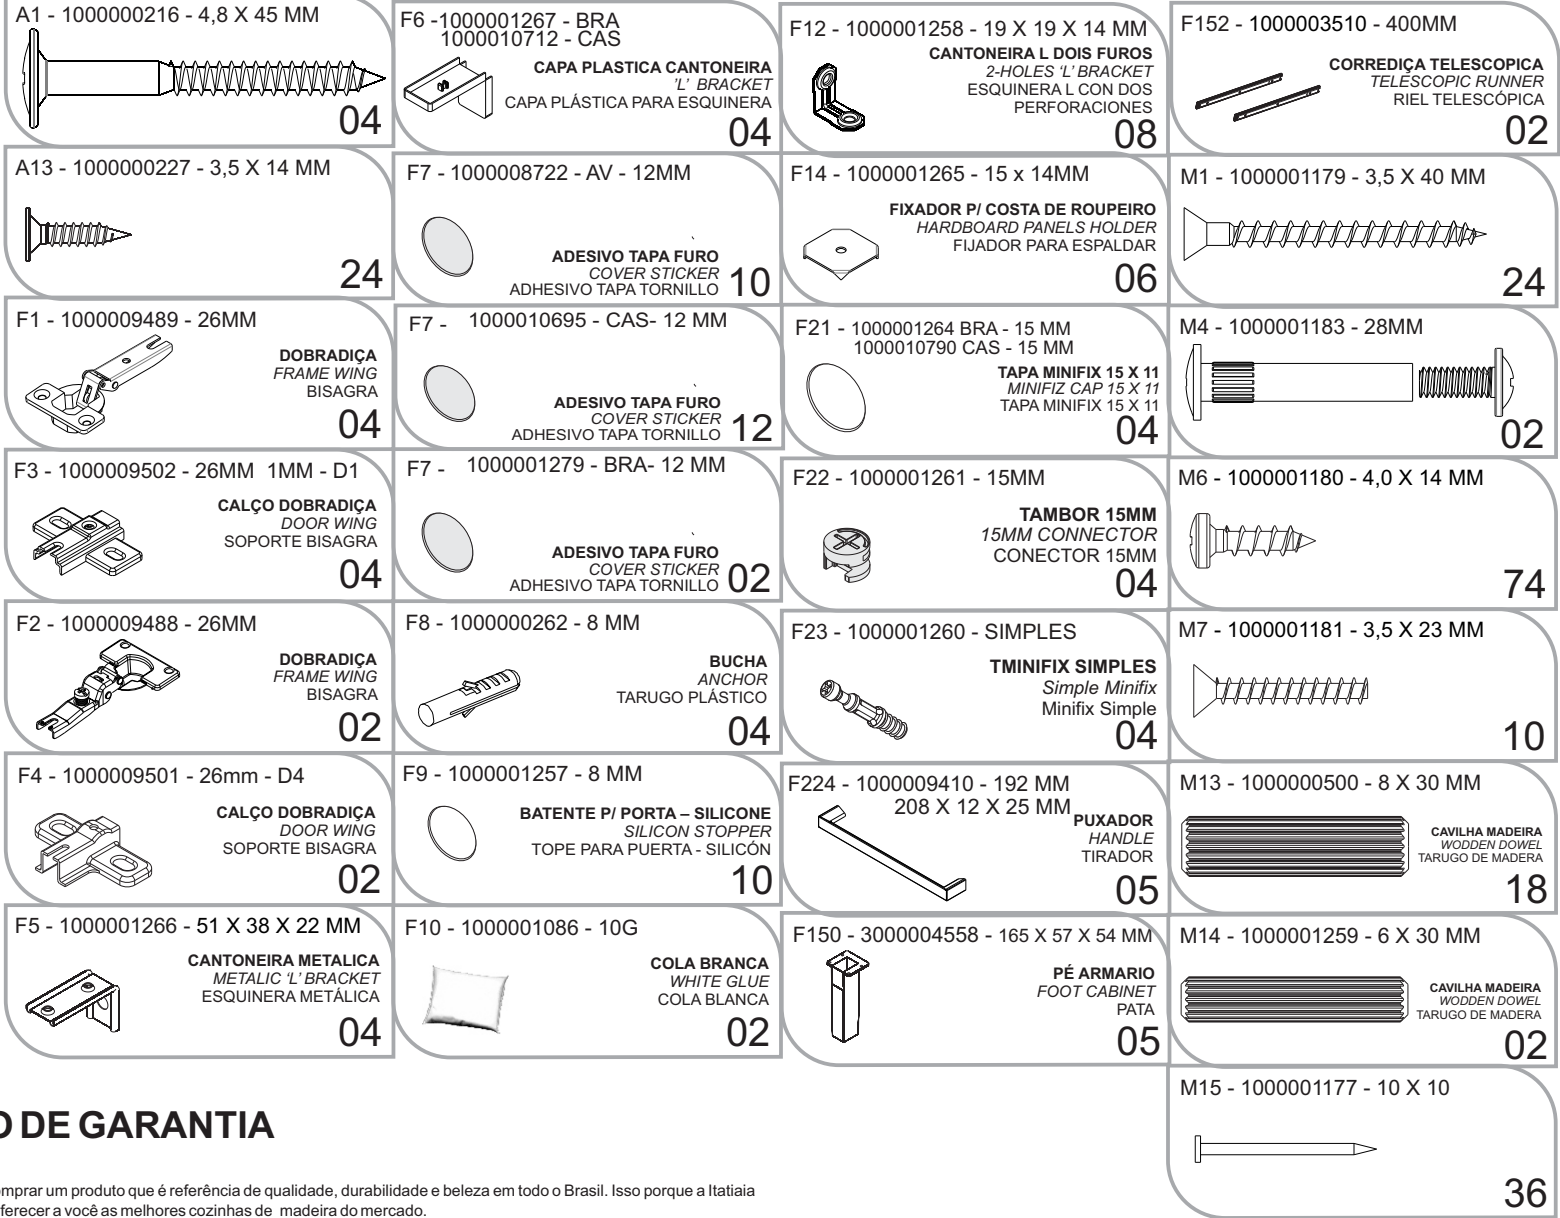 A1 - 1000000216 - 4,8 X 45 MM
04
A13 - 1000000227 - 3,5 X 14 MM
24
F1 - 1000009489 - 26MM
DOBRADIÇA
FRAME WING
BISAGRA
04
F3 - 1000009502 - 26MM 1MM - D1
CALÇO DOBRADIÇA
DOOR WING
SOPORTE BISAGRA
04
F2 - 1000009488 - 26MM
DOBRADIÇA
FRAME WING
BISAGRA
02
F4 - 1000009501 - 26mm - D4
CALÇO DOBRADIÇA
DOOR WING
SOPORTE BISAGRA
02
F5 - 1000001266 - 51 X 38 X 22 MM
CANTONEIRA METALICA
METALIC 'L' BRACKET
ESQUINERA METÁLICA
04
F6 -1000001267 - BRA
1000010712 - CAS
CAPA PLASTICA CANTONEIRA
'L' BRACKET
CAPA PLÁSTICA PARA ESQUINERA
04
F7 - 1000008722 - AV - 12MM
ADESIVO TAPA FURO
COVER STICKER
ADHESIVO TAPA TORNILLO 10
F7 - 1000010695 - CAS- 12 MM
ADESIVO TAPA FURO
COVER STICKER
ADHESIVO TAPA TORNILLO 12
F7 - 1000001279 - BRA- 12 MM
ADESIVO TAPA FURO
COVER STICKER
ADHESIVO TAPA TORNILLO 02
F8 - 1000000262 - 8 MM
BUCHA
ANCHOR
TARUGO PLÁSTICO
04
F9 - 1000001257 - 8 MM
BATENTE P/ PORTA – SILICONE
SILICON STOPPER
TOPE PARA PUERTA - SILICÓN
10
F10 - 1000001086 - 10G
COLA BRANCA
WHITE GLUE
COLA BLANCA
02
F12 - 1000001258 - 19 X 19 X 14 MM
CANTONEIRA L DOIS FUROS
2-HOLES 'L' BRACKET
ESQUINERA L CON DOS
PERFORACIONES
08
F14 - 1000001265 - 15 x 14MM
FIXADOR P/ COSTA DE ROUPEIRO
HARDBOARD PANELS HOLDER
FIJADOR PARA ESPALDAR
06
F21 - 1000001264 BRA - 15 MM
1000010790 CAS - 15 MM
TAPA MINIFIX 15 X 11
MINIFIZ CAP 15 X 11
TAPA MINIFIX 15 X 11
04
F22 - 1000001261 - 15MM
TAMBOR 15MM
15MM CONNECTOR
CONECTOR 15MM
04
F23 - 1000001260 - SIMPLES
TMINIFIX SIMPLES
Simple Minifix
Minifix Simple
04
F224 - 1000009410 - 192 MM
208 X 12 X 25 MM
PUXADOR
HANDLE
TIRADOR
05
F150 - 3000004558 - 165 X 57 X 54 MM
PÉ ARMARIO
FOOT CABINET
PATA
05
F152 - 1000003510 - 400MM
CORREDIÇA TELESCOPICA
TELESCOPIC RUNNER
RIEL TELESCÓPICA
02
M1 - 1000001179 - 3,5 X 40 MM
24
M4 - 1000001183 - 28MM
02
M6 - 1000001180 - 4,0 X 14 MM
74
M7 - 1000001181 - 3,5 X 23 MM
10
M13 - 1000000500 - 8 X 30 MM
CAVILHA MADEIRA
WODDEN DOWEL
TARUGO DE MADERA
18
M14 - 1000001259 - 6 X 30 MM
CAVILHA MADEIRA
WODDEN DOWEL
TARUGO DE MADERA
02
M15 - 1000001177 - 10 X 10
36
O DE GARANTIA
mprar um produto que é referência de qualidade, durabilidade e beleza em todo o Brasil. Isso porque a Itatiaia
ferecer a você as melhores cozinhas de madeira do mercado.